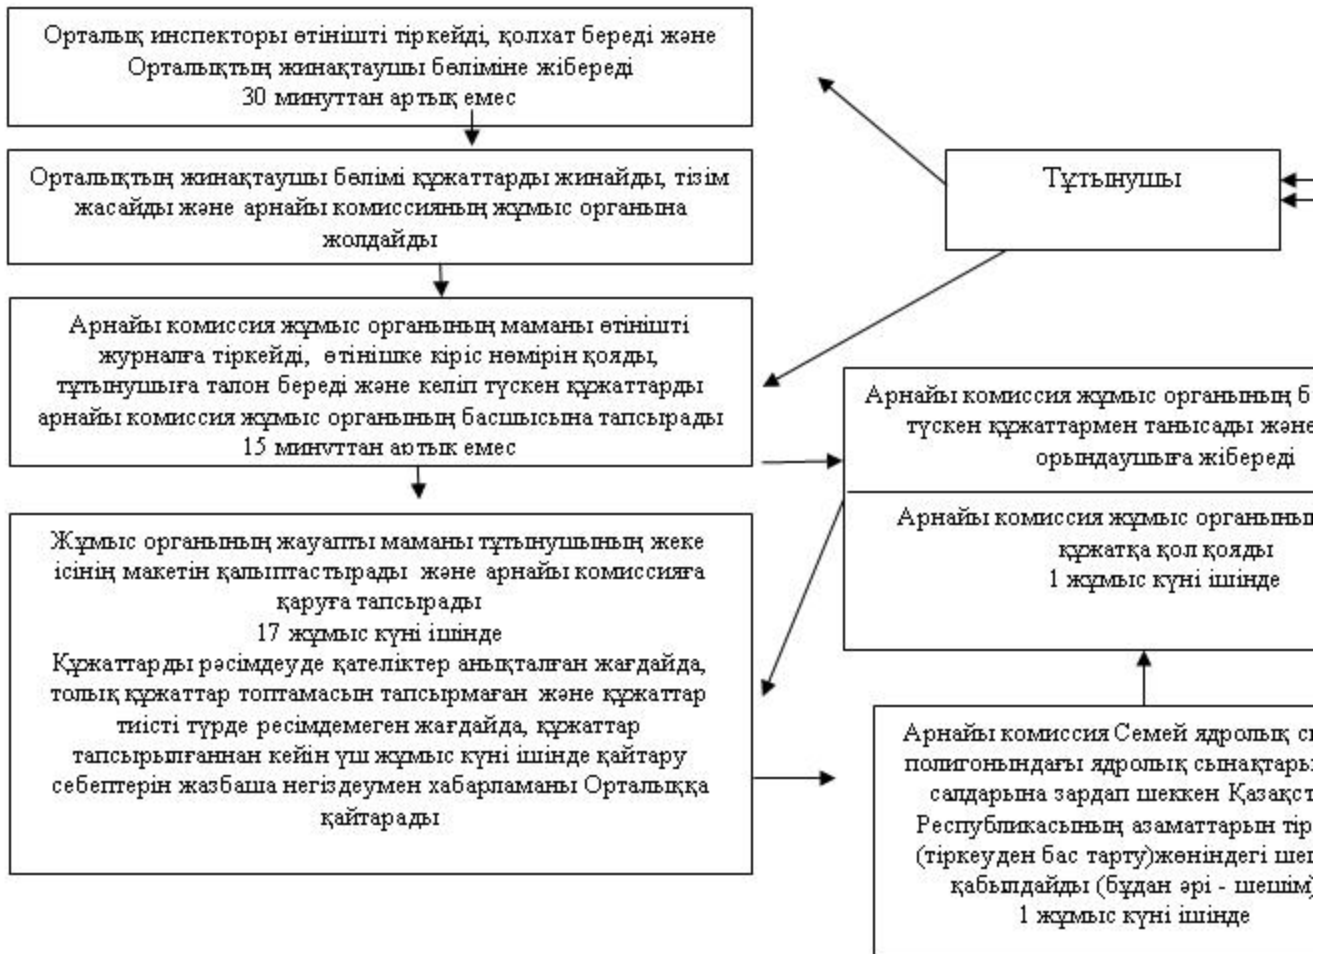 Орталық инспекторы өтінішті тіркейді, қолхат береді және
Орталықтың жинақтаушы бөліміне жібереді
30 минуттан артық емес
Орталықтың жинақтаушы бөлімі құжаттарды жинайды, тізім
жасайды және арнайы комиссияның жұмыс органына
жолдайды
Тұтынушы
Арнайы комиссия жұмыс органының маманы өтінішті
журналға тіркейді, өтінішке кіріс нөмірін қояды,
тұтынушыға талон береді және келіп түскен құжаттарды
арнайы комиссия жұмыс органының басшысына тапсырады
15 минуттан артық емес
Арнайы комиссия жұмыс органының
түскен құжаттармен танысады және
орындаушыға жібереді
Арнайы комиссия жұмыс
құжатқа қол қояды
1 жұмыс күні ішінде
Жұмыс органының жауапты маманы тұтынушының жеке
ісінің макетін қалыптастырады және арнайы комиссияға
қаруға тапсырады
17 жұмыс күні ішінде
Құжаттарды рәсімдеуде қателіктер анықталған жағдайда,
толық құжаттар топтамасын тапсырмаған және құжаттар
тиісті түрде ресімдемеген жағдайда, құжаттар
тапсырылғаннан кейін үш жұмыс күні ішінде қайтару
себептерін жазбаша негіздеумен хабарламаны Орталыққа
қайтарады
Арнайы комиссия Семей ядролық
полигонындағы ядролық
салдарына зардап шеккен
Республикасының азаматтарын
(тіркеуден бас тарту)жөніндегі
қабылдайды (бұдан әрі - шешім)
1 жұмыс күні ішінде